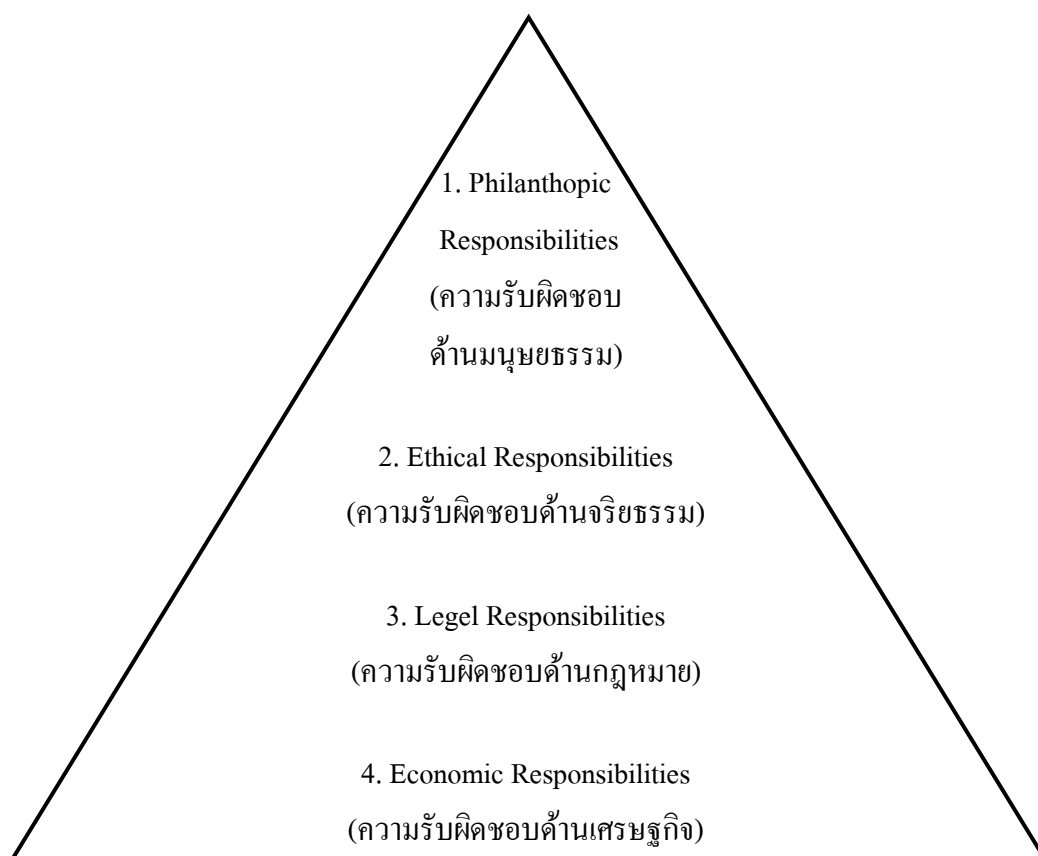 1. Philanthopic
Responsibilities
(ความรับผิดชอบ
ด้านมนุษยธรรม)
2. Ethical Responsibilities
(ความรับผิดชอบด้านจริยธรรม)
3. Legel Responsibilities
(ความรับผิดชอบด้านกฎหมาย)
4. Economic Responsibilities
(ความรับผิดชอบด้านเศรษฐกิจ)